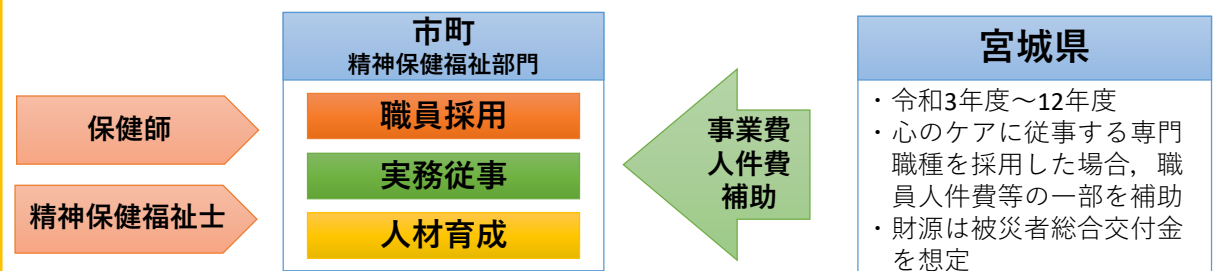 保健師
精神保健福祉士
市町
精神保健福祉部門
職員採用
実務従事
人材育成
事業費
人件費
補助
宮城県
・令和3年度～12年度
・心のケアに従事する専門
職種を採用した場合，職
員人件費等の一部を補助
・財源は被災者総合交付金
を想定